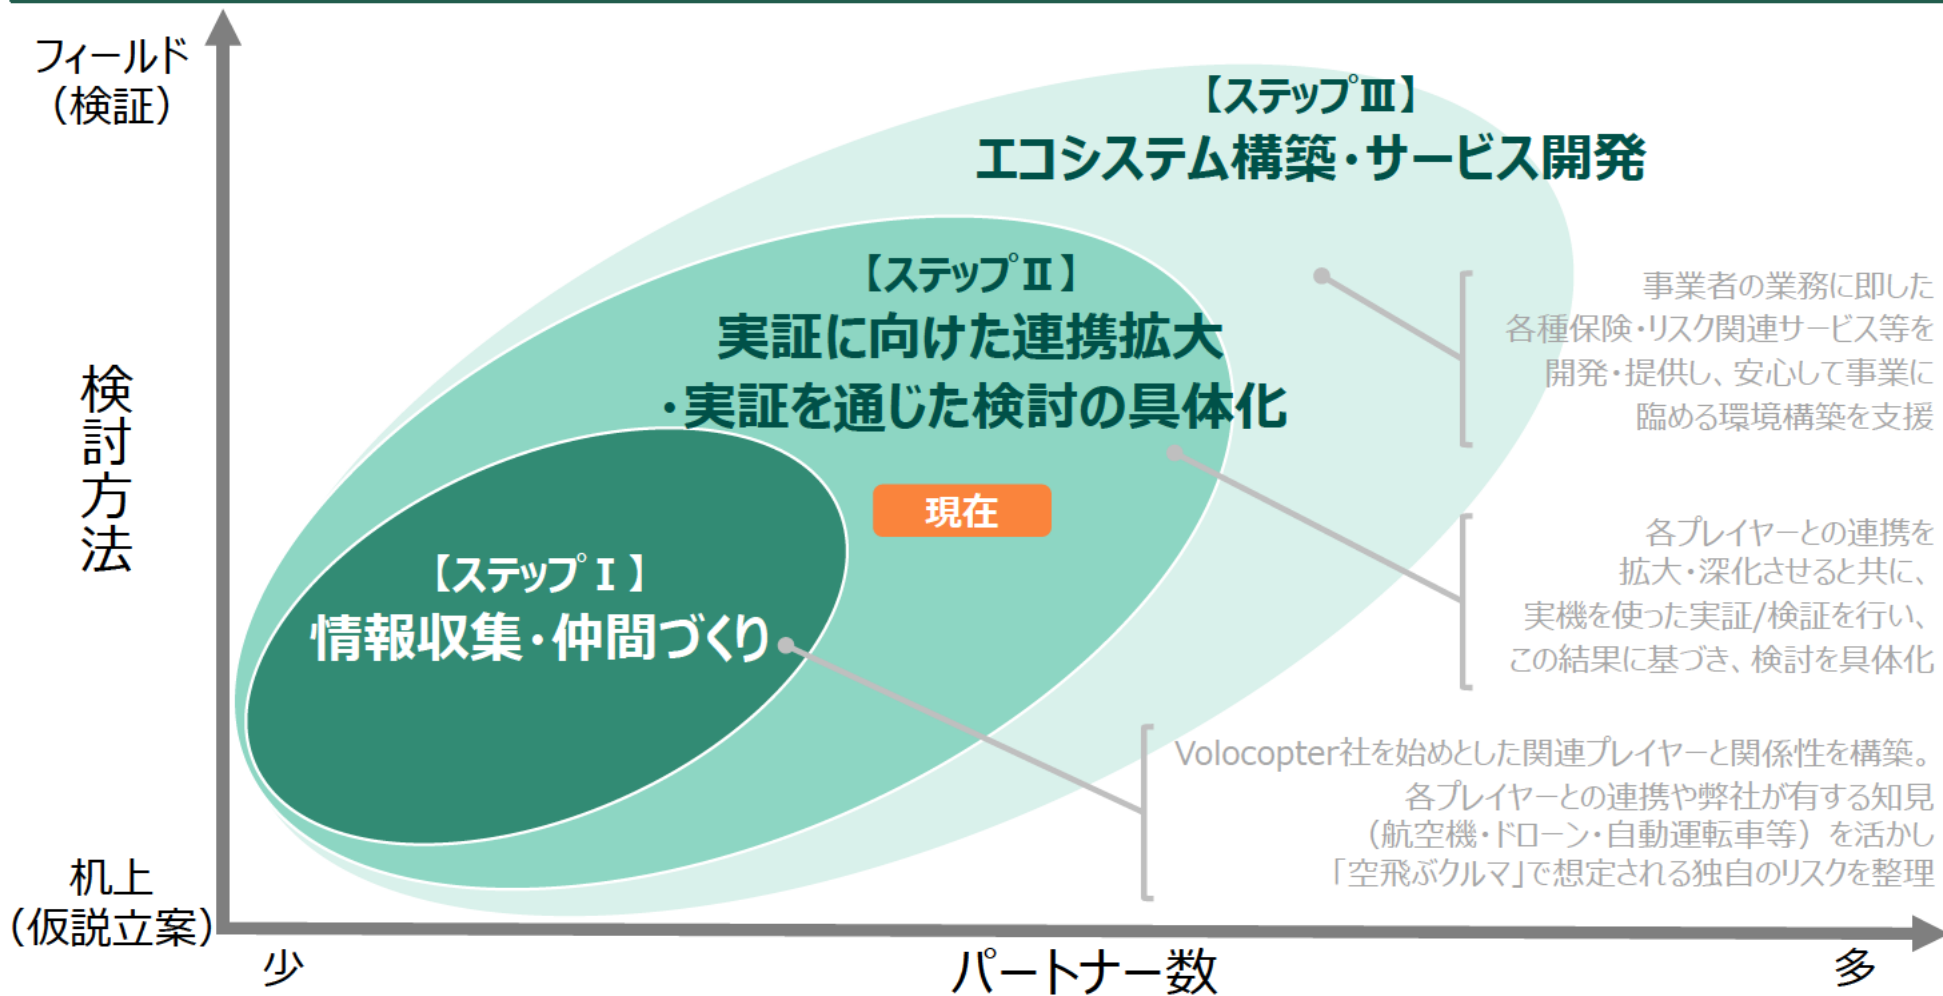 フィールド
（検証）
検討方法
机上
（仮説立案）
少
パートナー数
多
【ステップⅢ】
エコシステム構築・サービス開発
事業者の業務に即した
各種保険・リスク関連サービス等を
開発・提供し、安心して事業に
臨める環境構築を支援
【ステップⅡ】
実証に向けた連携拡大
・実証を通じた検討の具体化
現在
各プレイヤーとの連携を
拡大・深化させると共に、
実機を使った実証/検証を行い、
この結果に基づき、検討を具体化
【ステップⅠ】
情報収集・仲間づくり
Volocopter社を始めとした関連プレイヤーと関係性を構築。
各プレイヤーとの連携や弊社が有する知見
（航空機・ドローン・自動運転車等）を活かし
「空飛ぶクルマ」で想定される独自のリスクを整理